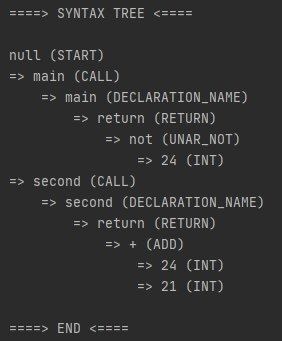 ====> SYNTAX TREE <====
null (START)
=> main (CALL)
=> main (DECLARATION_NAME)
=> return (RETURN)
=> not (UNAR_NOT)
=> 24 (INT)
=> second (CALL)
=> second (DECLARATION_NAME)
=> return (RETURN)
=> + (ADD)
=> 24 (INT)
=> 21 (INT)
====> END <====